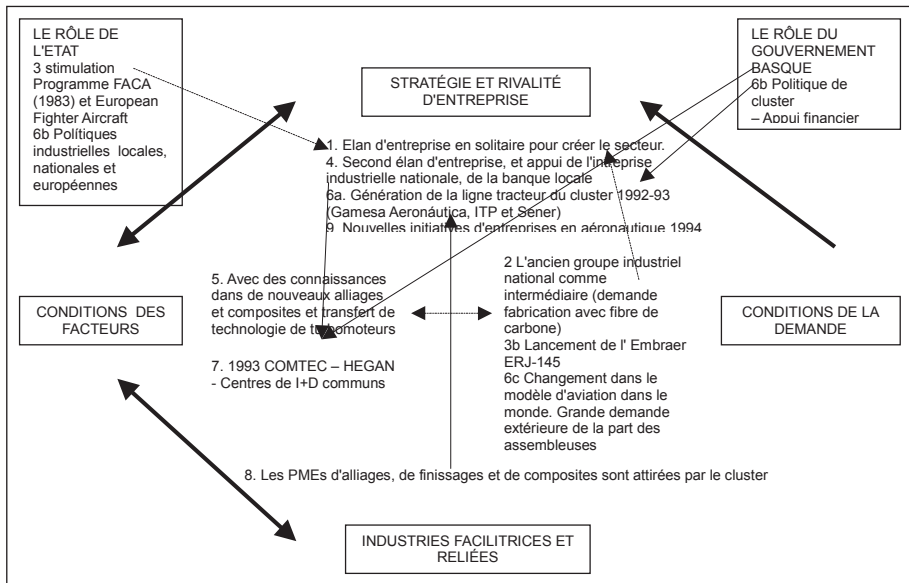 LE RÔLE DE
L'ETAT
3 stimulation
Programme FACA
(1983) et European
Fighter Aircraft
6b Polítiques
industrielles locales,
nationales et
européennes
LE RÔLE DU
GOUVERNEMENT
BASQUE
6b Politique de
cluster
– Appui financier
STRATÉGIE ET RIVALITÉ
D'ENTREPRISE
1. Elan d'entreprise en solitaire pour créer le secteur.
4. Second élan d'entreprise, et appui de l'intreprise
industrielle nationale, de la banque locale
6a. Génération de la ligne tracteur du cluster 1992-93
(Gamesa Aeronáutica, ITP et Sener)
9. Nouvelles initiatives d'entreprises en aéronautique 1994
CONDITIONS DES
FACTEURS
5. Avec des connaissances
dans de nouveaux alliages
et composites et transfert de
technologie de turbomoteurs
7. 1993 COMTEC – HEGAN
- Centres de I+D communs
2 L'ancien groupe industriel
national comme
intermédiaire (demande
fabrication avec fibre de
carbone)
3b Lancement de l' Embraer
ERJ-145
6c Changement dans le
modèle d'aviation dans le
monde. Grande demande
extérieure de la part des
assembleuses
CONDITIONS DE LA
DEMANDE
8. Les PMEs d'alliages, de finissages et de composites sont attirées par le cluster
INDUSTRIES FACILITRICES ET
RELIÉES